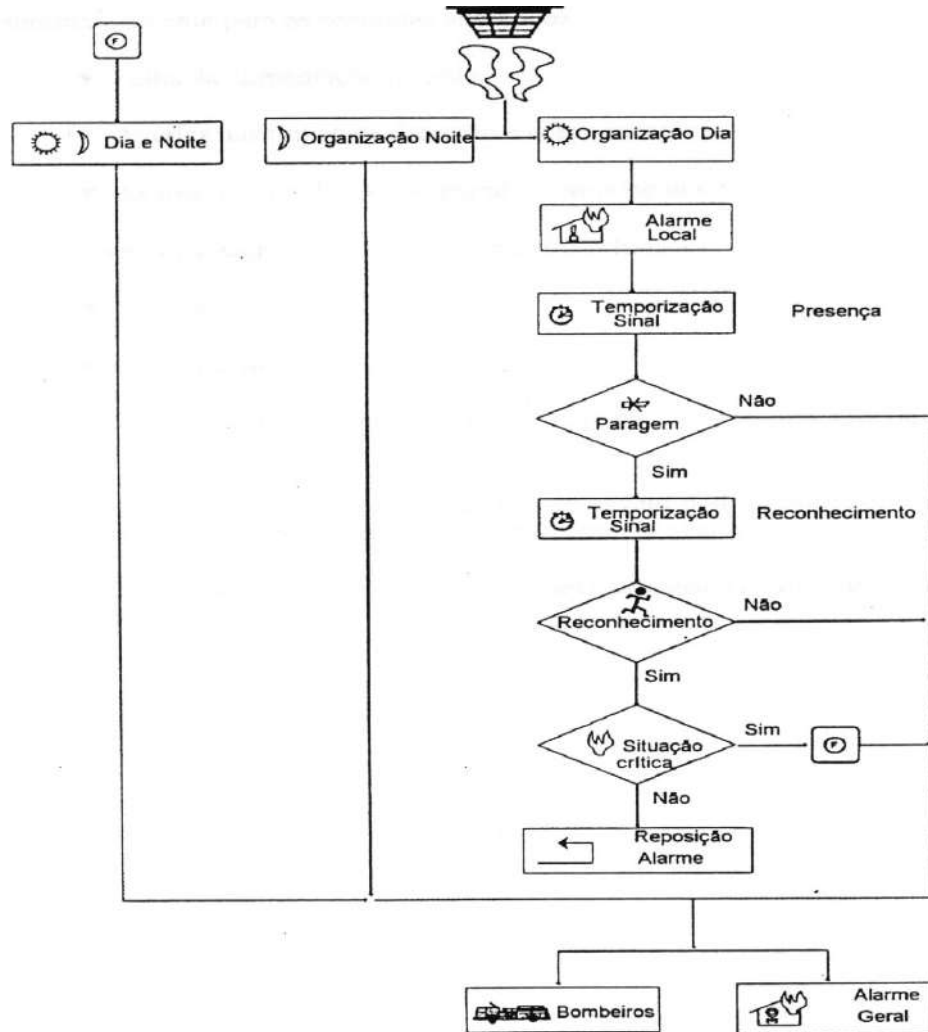 F
Dia e Noite
Organização Noite
Organização Dia
Alarme
Local
Temporização
Sinal
Presença
Não
Paragem
Sim
Temporização
Sinal
Reconhecimento
Não
Reconhecimento
Sim
Sim
Situação
crítica
F
Não
Reposição
Alarme
Bombeiros
Alarme
Geral